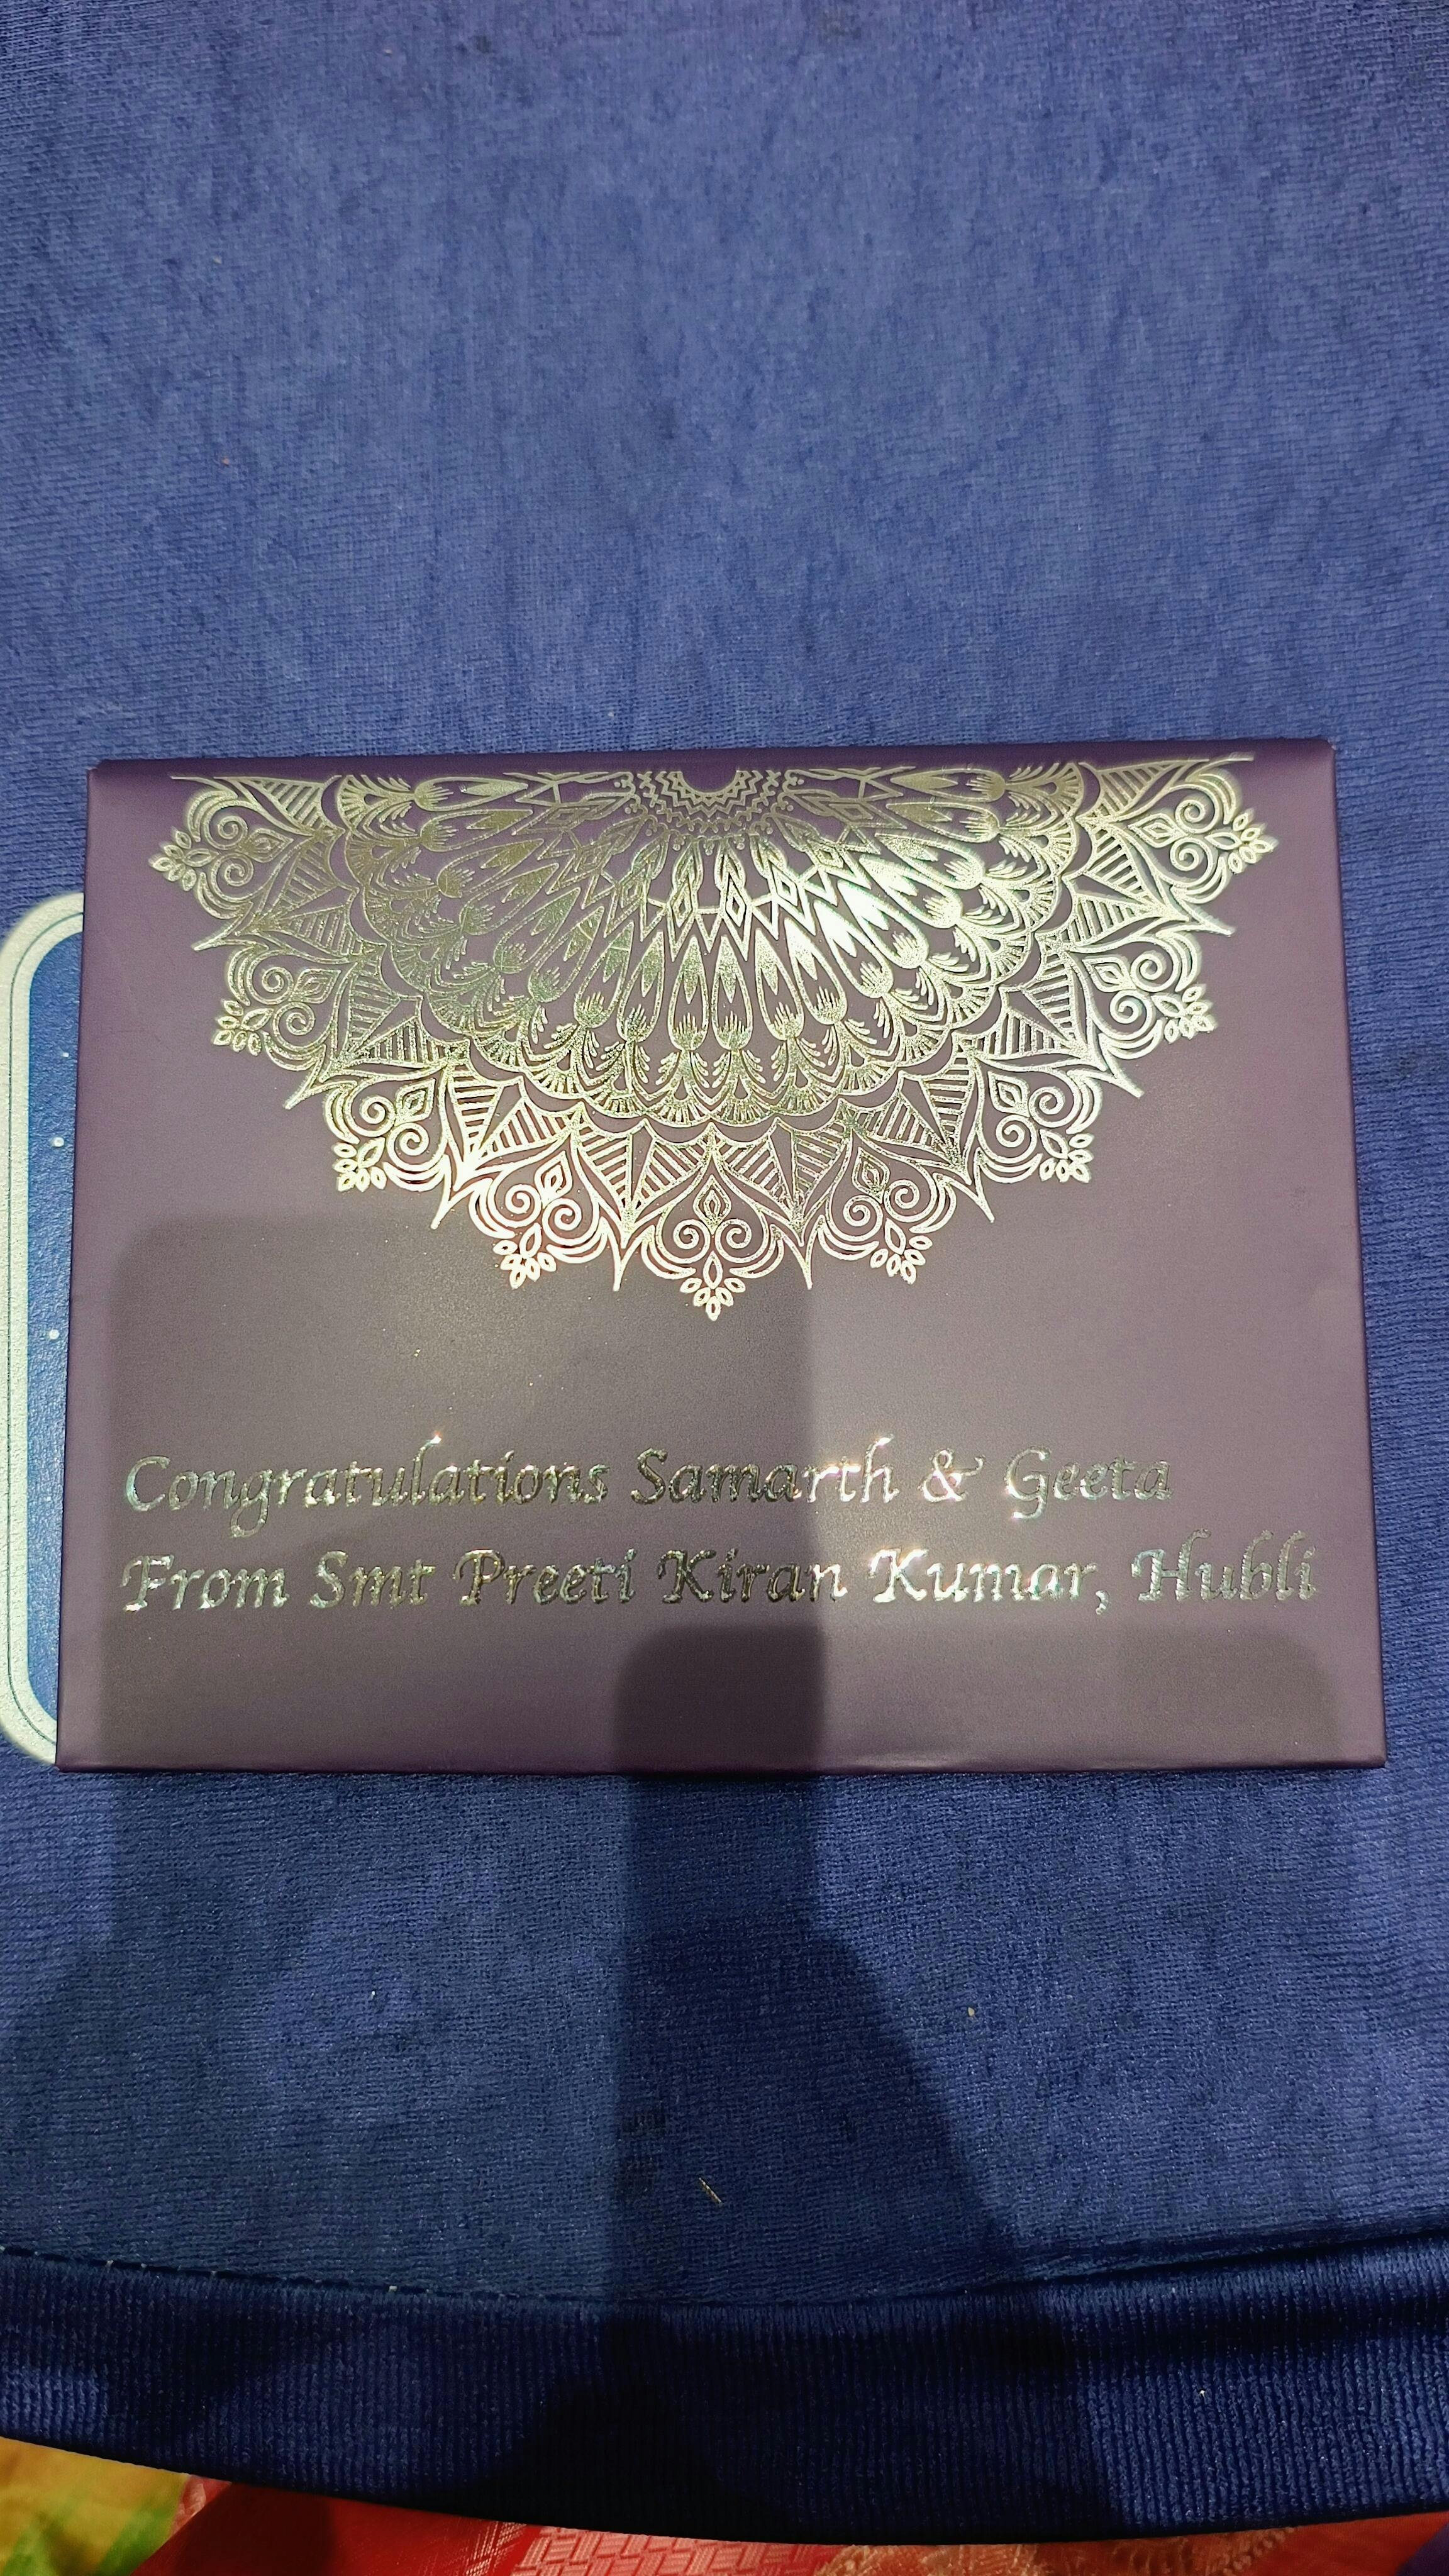 Congratulations Samarth & Geeta
From Smt Preeti Kiran Kumar, Hubli